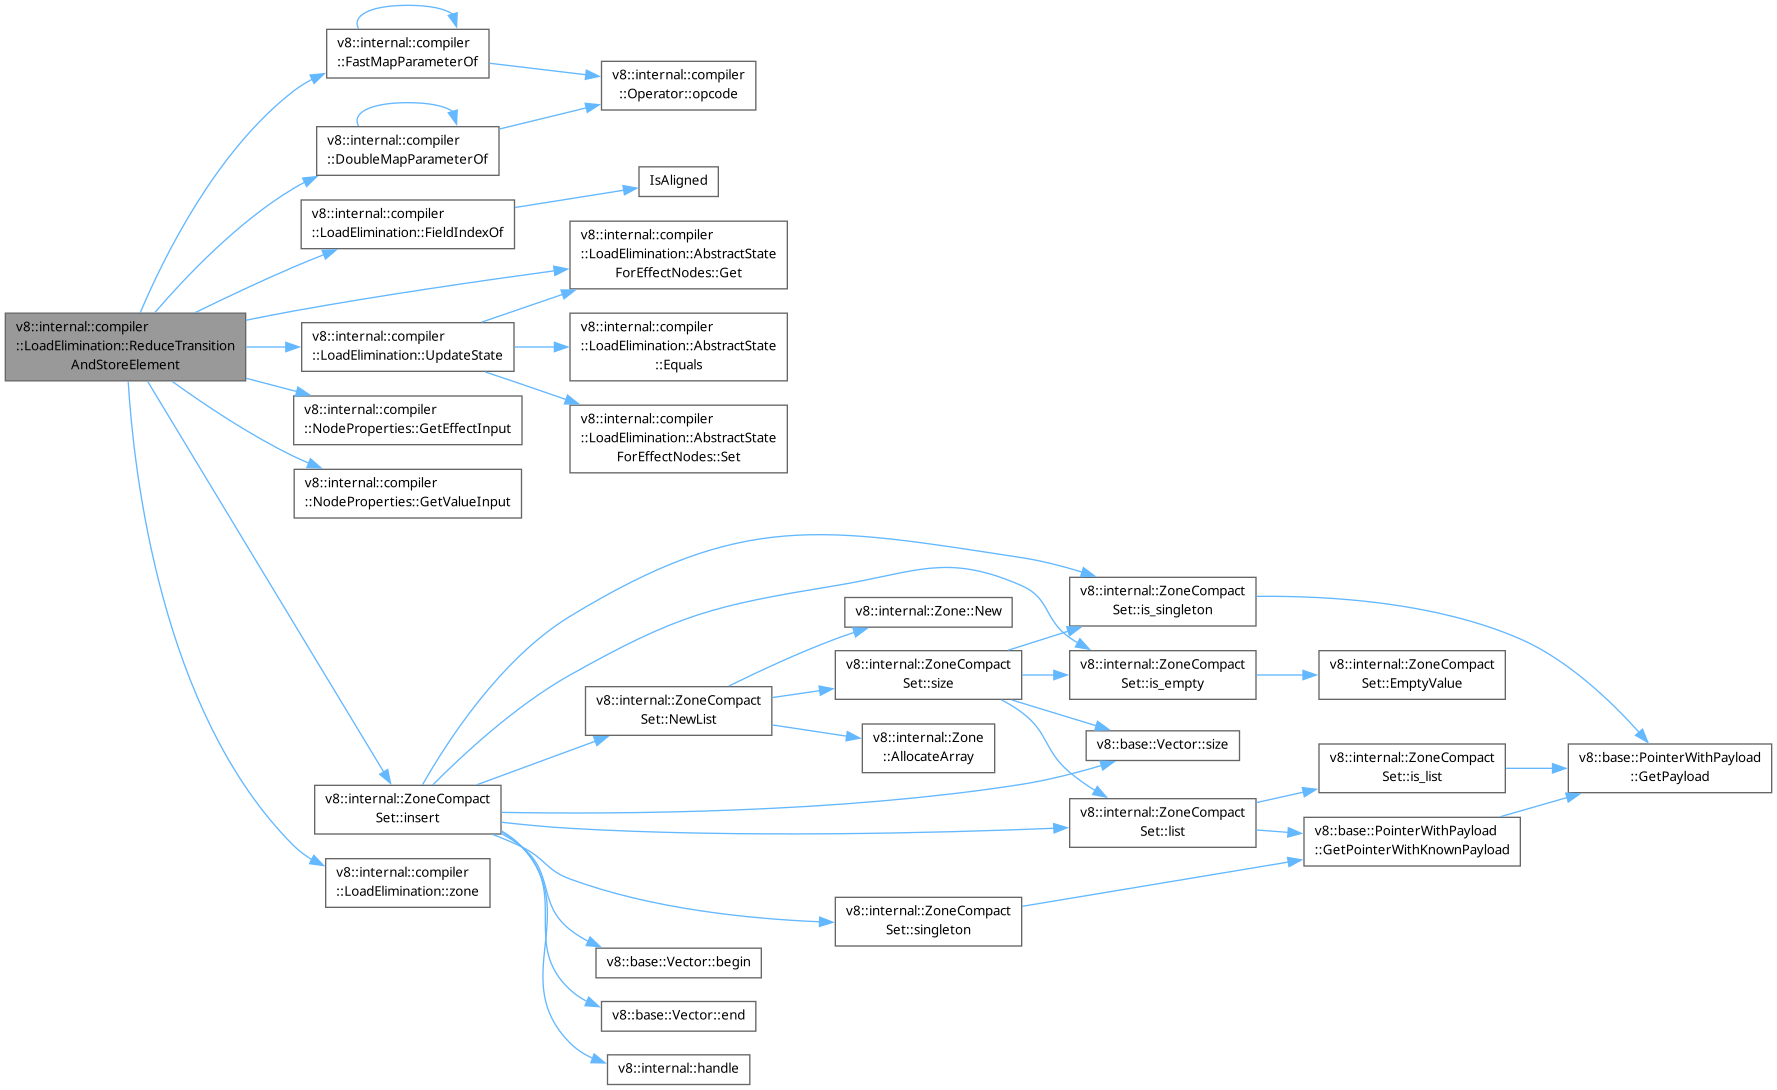 v8::internal::compiler
::FastMapParameterOf
v8::internal::compiler
::Operator::opcode
v8::internal::compiler
::DoubleMapParameterOf
IsAligned
v8::internal::compiler
::LoadElimination::FieldIndexOf
v8::internal::compiler
::LoadElimination::AbstractState
ForEffectNodes::Get
v8::internal::compiler
::LoadElimination::ReduceTransition
AndStoreElement
v8::internal::compiler
::LoadElimination::UpdateState
v8::internal::compiler
::LoadElimination::AbstractState
::Equals
v8::internal::compiler
::NodeProperties::GetEffectInput
v8::internal::compiler
::LoadElimination::AbstractState
ForEffectNodes::Set
v8::internal::compiler
::NodeProperties::GetValueInput
v8::internal::ZoneCompact
Set::is_singleton
v8::internal::Zone::New
v8::internal::ZoneCompact
Set::size
v8::internal::ZoneCompact
Set::is_empty
v8::internal::ZoneCompact
Set::EmptyValue
v8::internal::ZoneCompact
Set::NewList
v8::internal::Zone
::AllocateArray
v8::base::Vector::size
v8::internal::ZoneCompact
Set::is_list
v8::base::PointerWithPayload
::GetPayload
v8::internal::ZoneCompact
Set::insert
v8::internal::ZoneCompact
Set::list
v8::base::PointerWithPayload
::GetPointerWithKnownPayload
v8::internal::compiler
::LoadElimination::zone
v8::internal::ZoneCompact
Set::singleton
v8::base::Vector::begin
v8::base::Vector::end
v8::internal::handle